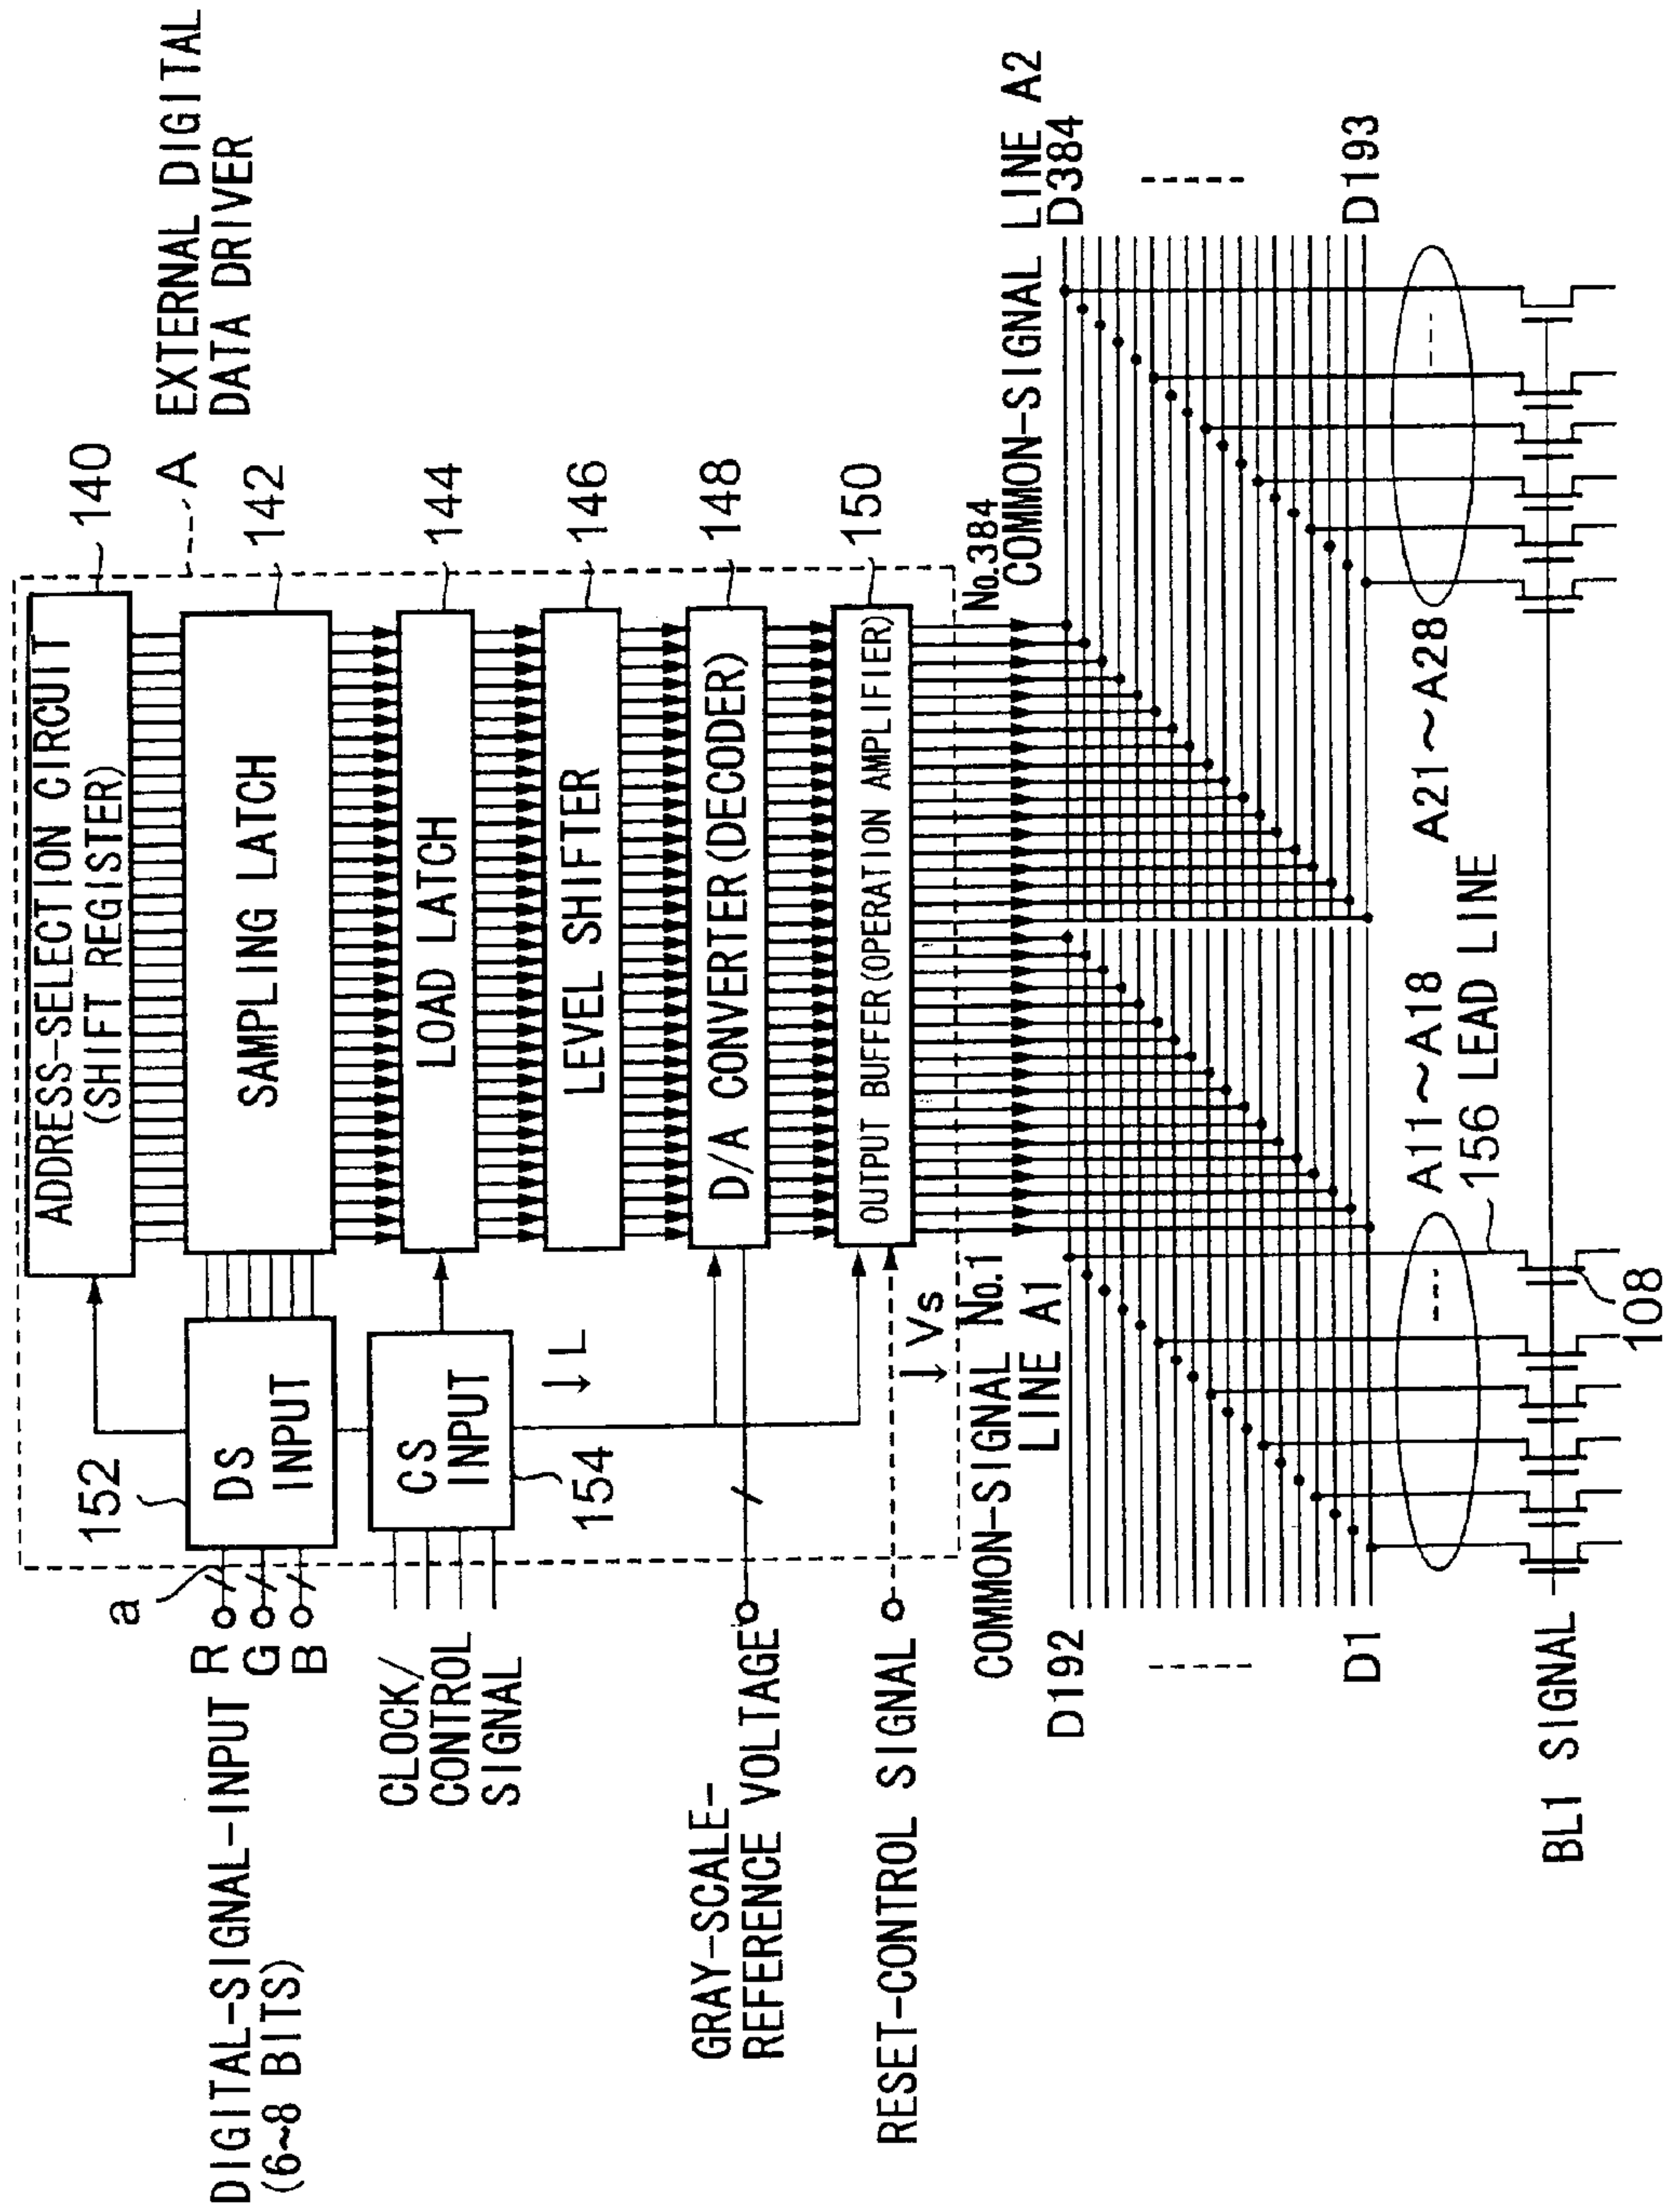 A EXTERNAL DIGITAL
DATA DRIVER
140
142
144
146
148
150
ADDRESS-SELECTION CIRCUIT
(SHIFT REGISTER)
SAMPLING LATCH
LOAD LATCH
LEVEL SHIFTER
D/A CONVERTER(DECODER)
OUTPUT BUFFER(OPERATION AMPLIFIER)
152
DS
INPUT
CS
INPUT
154
L
Vs
a
DIGITAL-SIGNAL-INPUT
(6~8 BITS)
R
G
B
CLOCK/
CONTROL
SIGNAL
GRAY-SCALE-
REFERENCE VOLTAGE
RESET-CONTROL SIGNAL
COMMON-SIGNAL
LINE A1
No.1
No.384
COMMON-SIGNAL LINE A2
D192
D1
D384
D193
A11~A18
156 LEAD LINE
A21~A28
108
BL1 SIGNAL